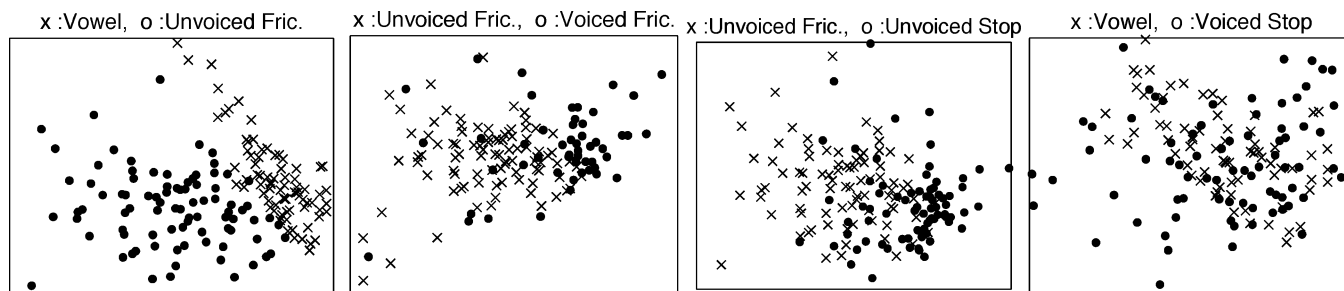 x :Vowel, o :Unvoiced Fric.
x :Unvoiced Fric., o :Voiced Fric.
x :Unvoiced Fric., o :Unvoiced Stop
x :Vowel, o :Voiced Stop